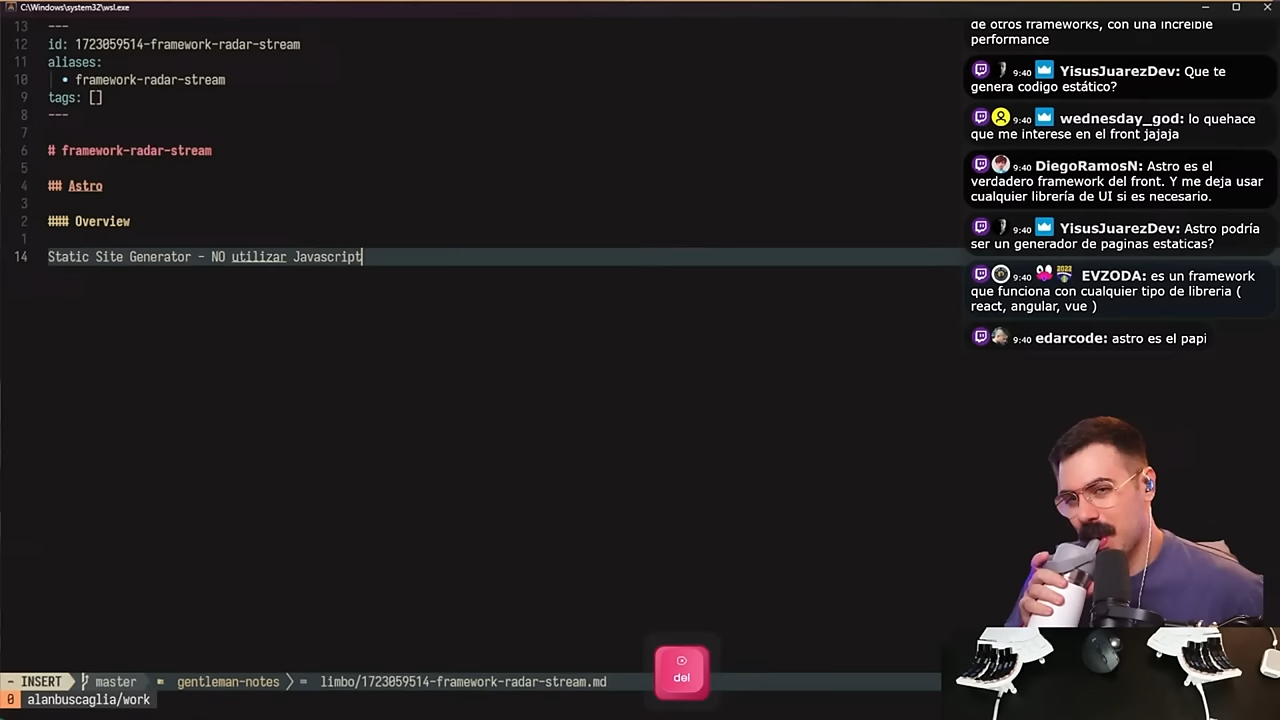 C:\Windows\system32\wsl.exe
13 ---
12 id: 1723059514-framework-radar-stream
11 aliases:
10 • framework-radar-stream
9 tags: []
8 ---
7
6 # framework-radar-stream
5
4 ## Astro
3
2 #### Overview
1
14 Static Site Generator - NO utilizar Javascript
de otros frameworks, con una increible
performance
9:40 YisusJuarezDev: Que te
genera codigo estático?
9:40 wednesday_god: lo quehace
que me interese en el front jajaja
9:40 DiegoRamosN: Astro es el
verdadero framework del front. Y me deja usar
cualquier librería de UI si es necesario.
9:40 YisusJuarezDev: Astro podría
ser un generador de paginas estaticas?
9:40 2022 EVZODA: es un framework
que funciona con cualquier tipo de libreria (
react, angular, vue )
9:40 edarcode: astro es el papi
del
- INSERT master gentleman-notes limbo/1723059514-framework-radar-stream.md
0 alanbuscaglia/work